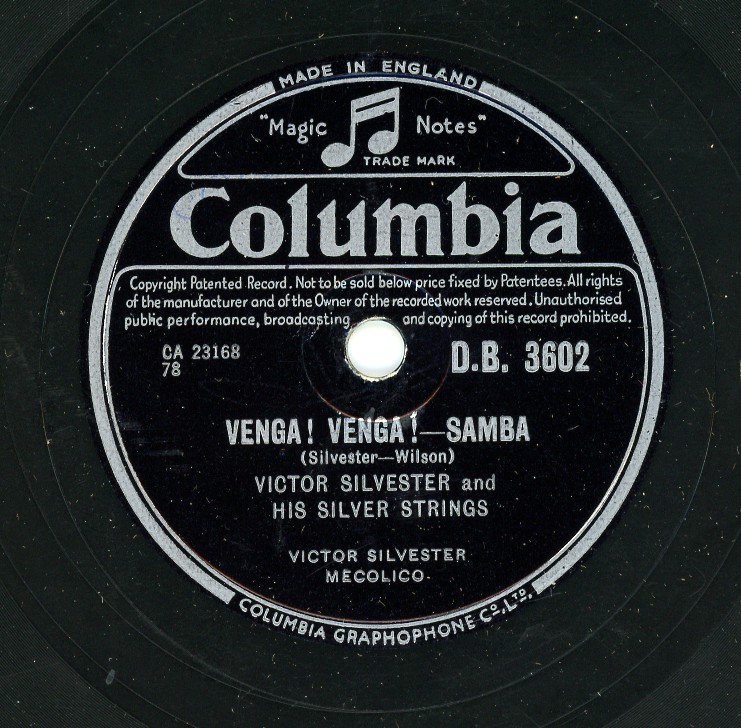 MADE IN ENGLAND
"Magic Notes"
TRADE MARK
Columbia
Copyright Patented Record. Not to be sold below price fixed by Patentees. All rights
of the manufacturer and of the Owner of the recorded work reserved. Unauthorised
public performance, broadcasting and copying of this record prohibited.
CA 23168
78
D.B. 3602
VENGA! VENGA!—SAMBA
(Silvester—Wilson)
VICTOR SILVESTER and
HIS SILVER STRINGS
VICTOR SILVESTER
MECOLICO
COLUMBIA GRAPHOPHONE Co., LTD.